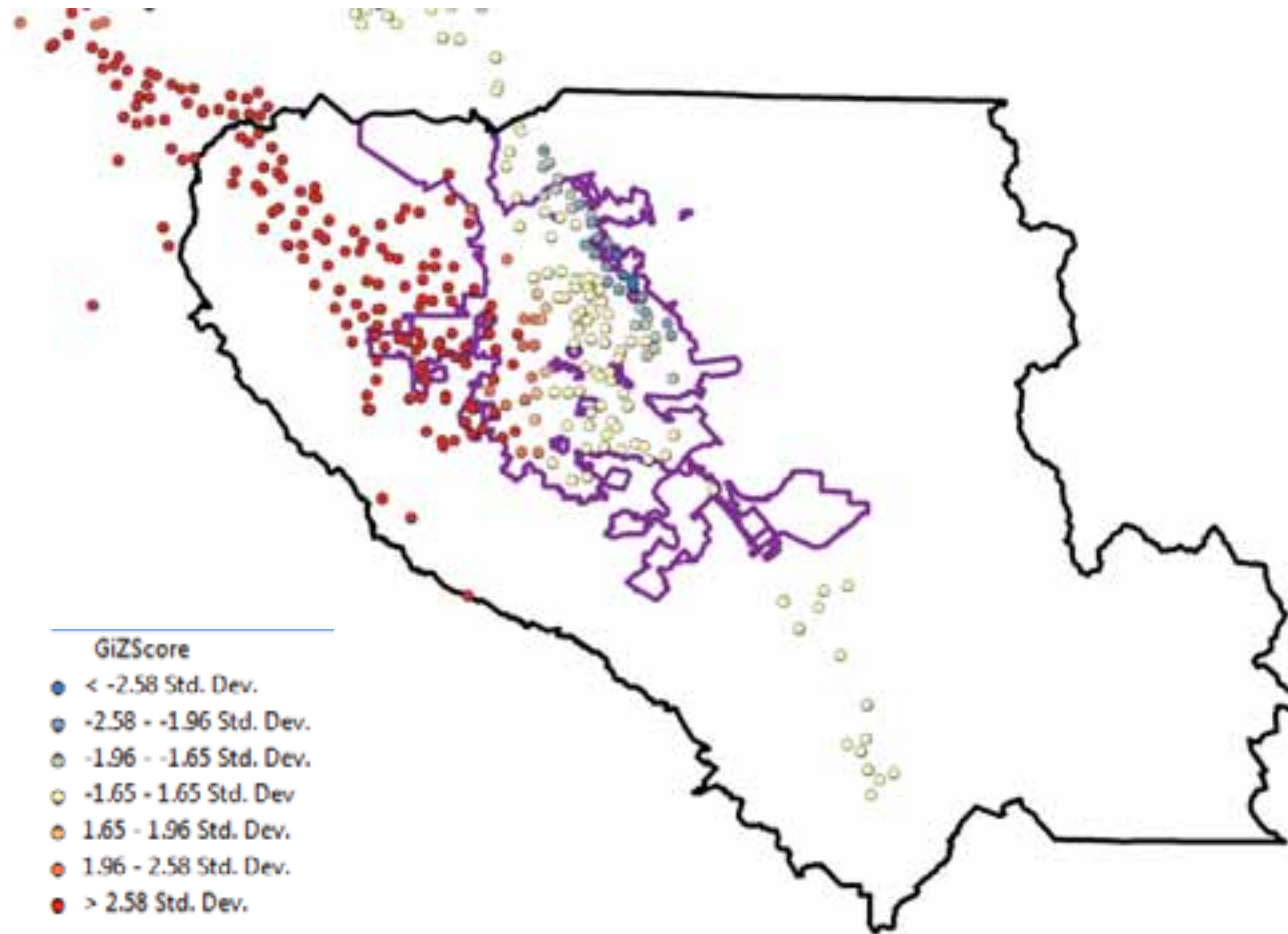 GiZScore
< -2.58 Std. Dev.
-2.58 - -1.96 Std. Dev.
-1.96 - -1.65 Std. Dev.
-1.65 - 1.65 Std. Dev
1.65 - 1.96 Std. Dev.
1.96 - 2.58 Std. Dev.
> 2.58 Std. Dev.